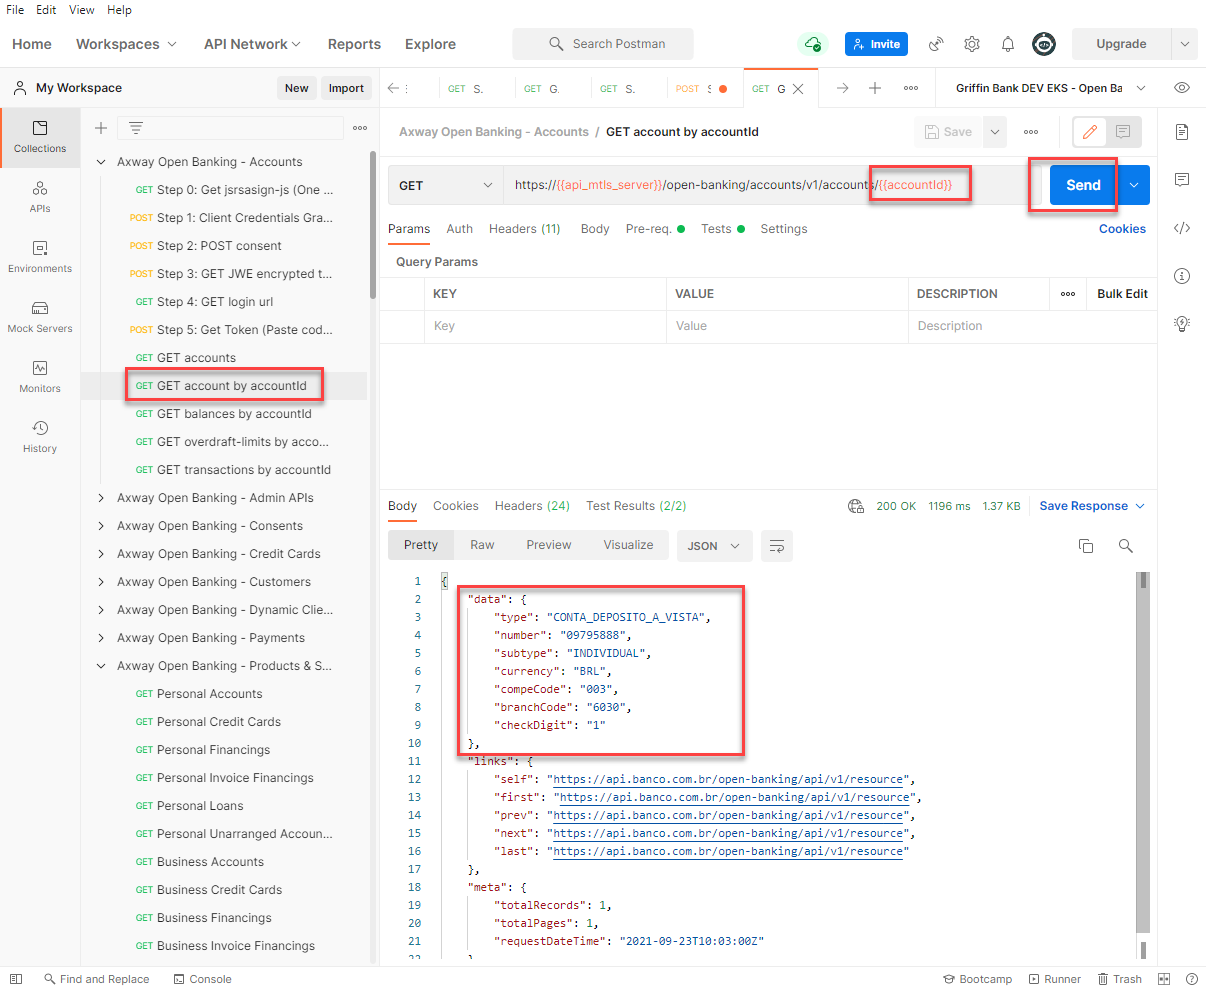 File Edit View Help
Home Workspaces API Network Reports Explore Search Postman Invite Upgrade
My Workspace New Import
GET S. GET G. GET S. POST S GET G Griffin Bank DEV EKS - Open Ba
Collections
APIs
Environments
Mock Servers
Monitors
History
Axway Open Banking - Accounts
GET Step 0: Get jsrsasign-js (One ...
POST Step 1: Client Credentials Gra...
POST Step 2: POST consent
POST Step 3: GET JWE encrypted t...
GET Step 4: GET login url
POST Step 5: Get Token (Paste cod...
GET GET accounts
GET GET account by accountId
GET GET balances by accountId
GET GET overdraft-limits by acco...
GET GET transactions by accountId
Axway Open Banking - Admin APIs
Axway Open Banking - Consents
Axway Open Banking - Credit Cards
Axway Open Banking - Customers
Axway Open Banking - Dynamic Clie...
Axway Open Banking - Payments
Axway Open Banking - Products & S...
GET Personal Accounts
GET Personal Credit Cards
GET Personal Financings
GET Personal Invoice Financings
GET Personal Loans
GET Personal Unarranged Accoun...
GET Business Accounts
GET Business Credit Cards
GET Business Financings
GET Business Invoice Financings
Axway Open Banking - Accounts / GET account by accountId Save
GET https://{{api_mtls_server}}/open-banking/accounts/v1/accounts/{{accountId}} Send
Params Auth Headers (11) Body Pre-req. Tests Settings Cookies
Query Params
KEY VALUE DESCRIPTION Bulk Edit
Key Value Description
Body Cookies Headers (24) Test Results (2/2) 200 OK 1196 ms 1.37 KB Save Response
Pretty Raw Preview Visualize JSON
1 {
2 "data": {
3 "type": "CONTA_DEPOSITO_A_VISTA",
4 "number": "09795888",
5 "subtype": "INDIVIDUAL",
6 "currency": "BRL",
7 "compeCode": "003",
8 "branchCode": "6030",
9 "checkDigit": "1"
10 },
11 "links": {
12 "self": "https://api.banco.com.br/open-banking/api/v1/resource",
13 "first": "https://api.banco.com.br/open-banking/api/v1/resource",
14 "prev": "https://api.banco.com.br/open-banking/api/v1/resource",
15 "next": "https://api.banco.com.br/open-banking/api/v1/resource",
16 "last": "https://api.banco.com.br/open-banking/api/v1/resource"
17 },
18 "meta": {
19 "totalRecords": 1,
20 "totalPages": 1,
21 "requestDateTime": "2021-09-23T10:03:00Z"
22 }
Find and Replace Console Bootcamp Runner Trash